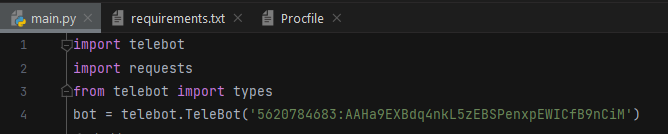 main.py requirements.txt Procfile
1 import telebot
2 import requests
3 from telebot import types
4 bot = telebot.TeleBot('5620784683:AAHa9EXBdq4nkL5zEBSPenxpEWICfB9nCiM')